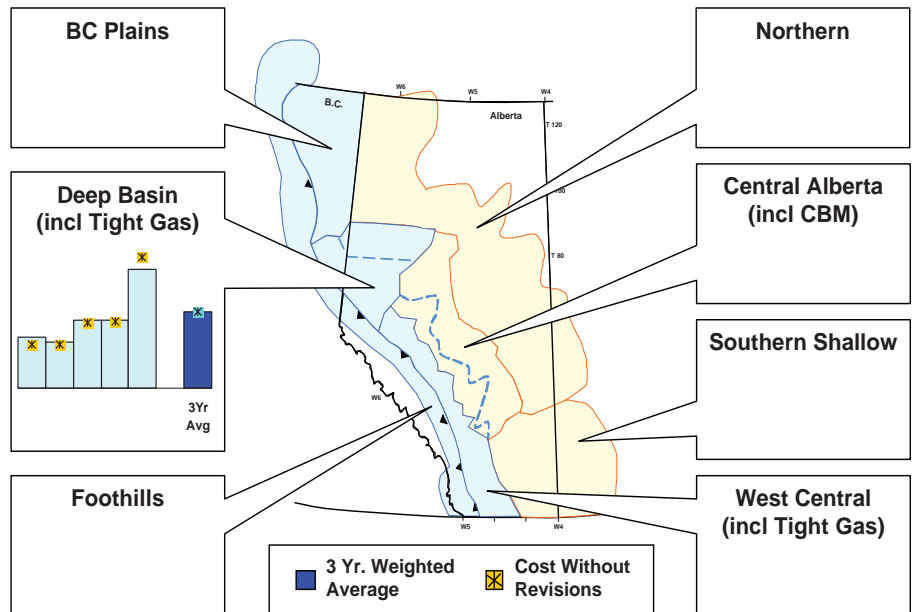 BC Plains
Northern
Deep Basin
(incl Tight Gas)
3Yr
Avg
Central Alberta
(incl CBM)
Southern Shallow
Foothills
West Central
(incl Tight Gas)
W6
W5
W4
B.C.
Alberta
T 120
T 80
W6
W5
W4
3 Yr. Weighted
Average
Cost Without
Revisions